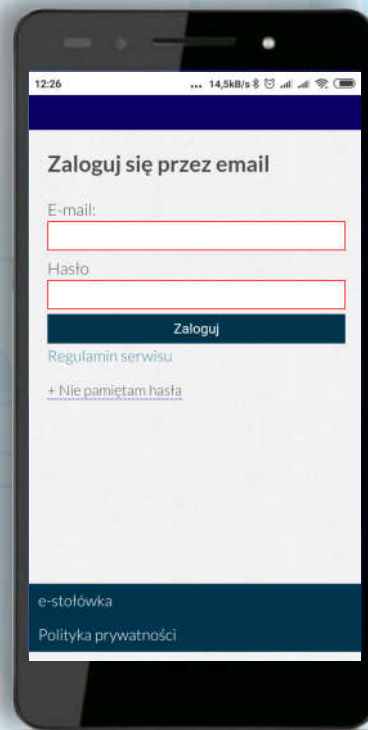 12:26 ... 14,5kB/s
Zaloguj się przez email
E-mail:
Hasło
Zaloguj
Regulamin serwisu
+ Nie pamiętam hasła
e-stołówka
Polityka prywatności